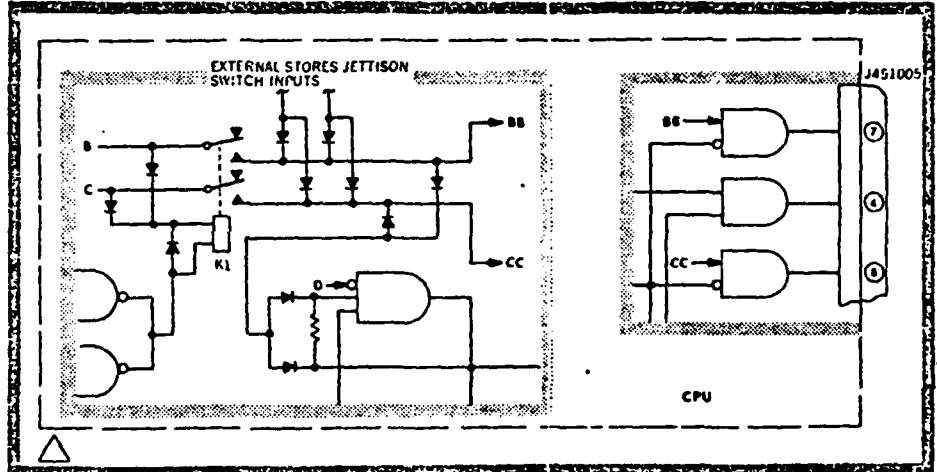 EXTERNAL STORES JETTISON
SWITCH INPUTS
J451005
B
BB
BB
7
C
4
K1
CC
CC
D
8
CPU